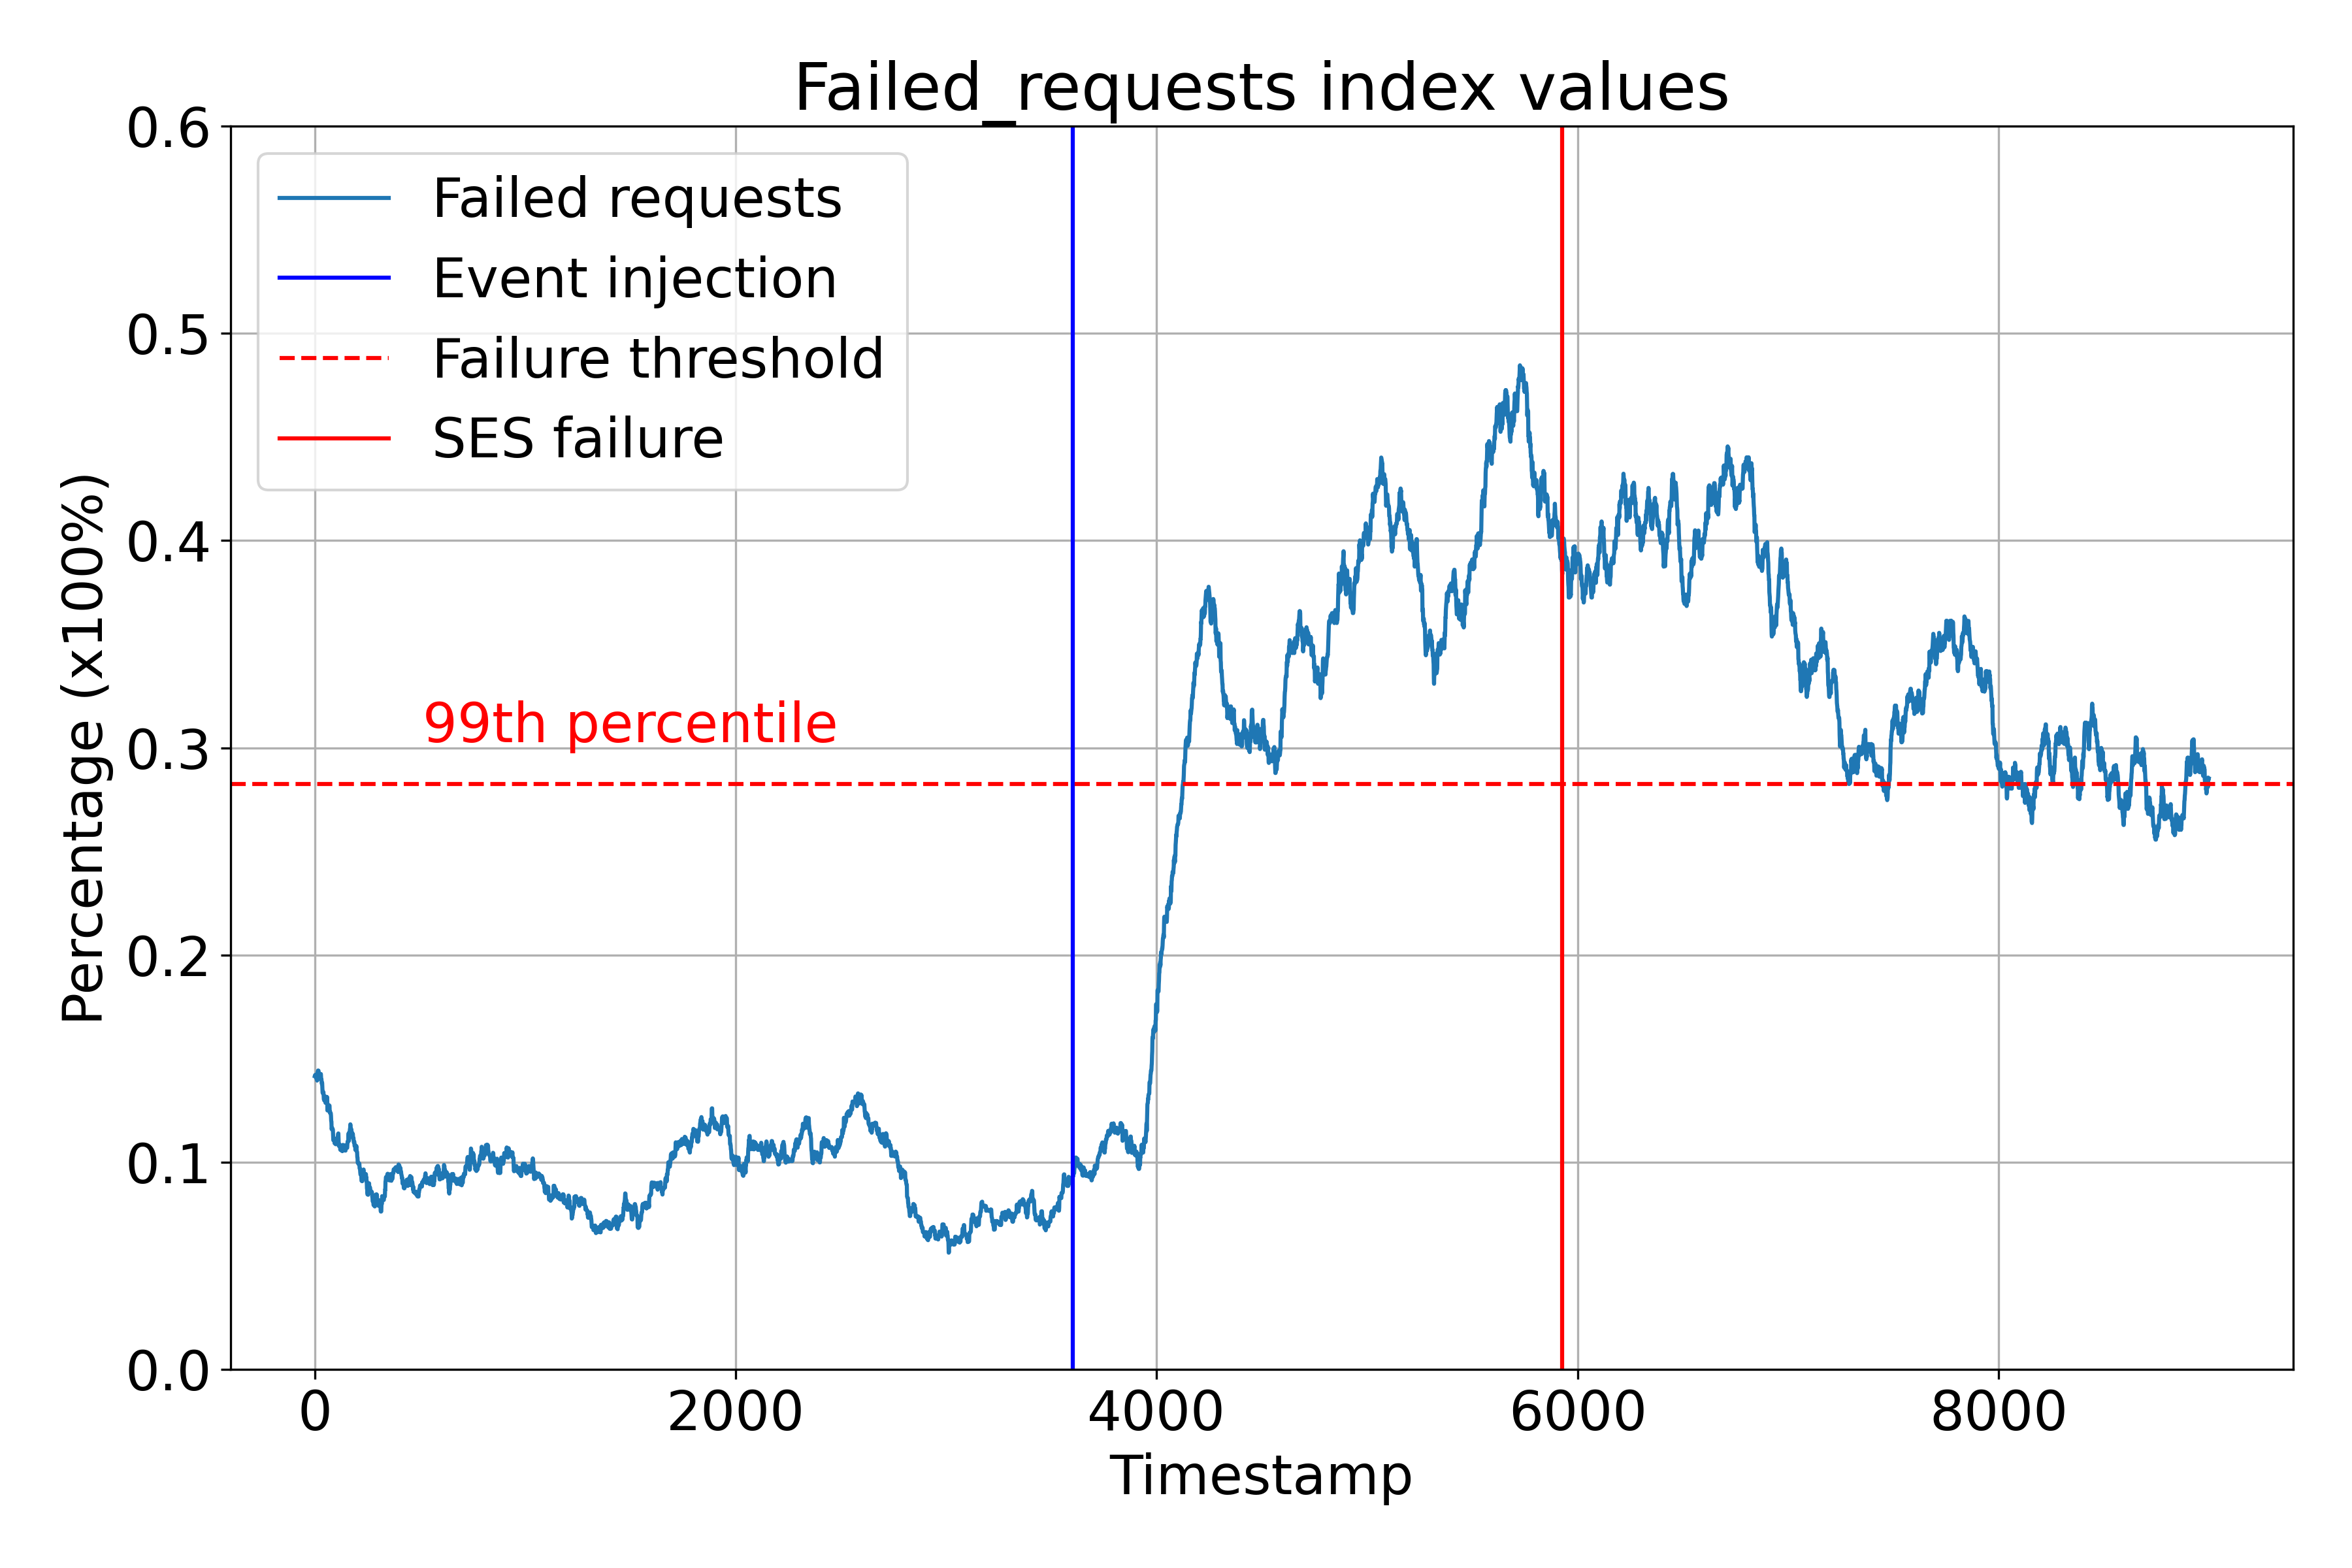 Failed_requests index values
0.6
0.5
0.4
0.3
0.2
0.1
0.0
Percentage (x100%)
Failed requests
Event injection
Failure threshold
SES failure
99th percentile
0 2000 4000 6000 8000
Timestamp